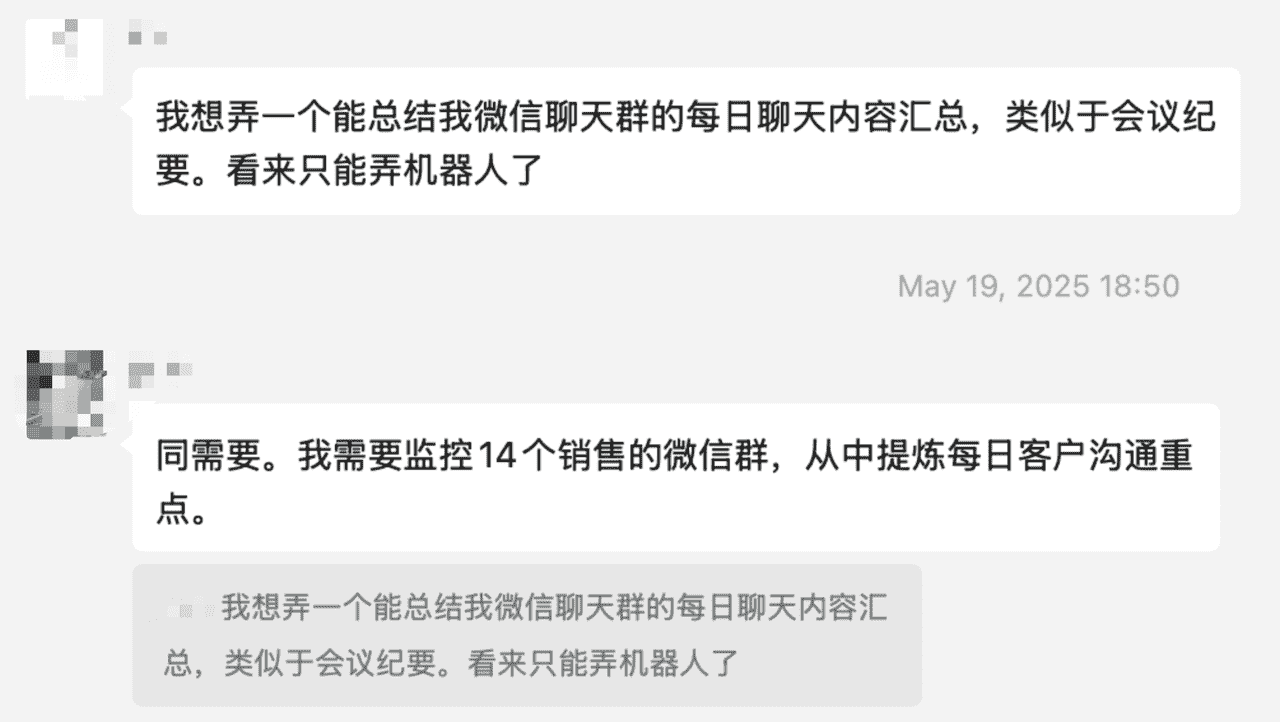 我想弄一个能总结我微信聊天群的每日聊天内容汇总，类似于会议纪
要。看来只能弄机器人了
May 19, 2025 18:50
同需要。我需要监控14个销售的微信群，从中提炼每日客户沟通重
点。
我想弄一个能总结我微信聊天群的每日聊天内容汇
总，类似于会议纪要。看来只能弄机器人了